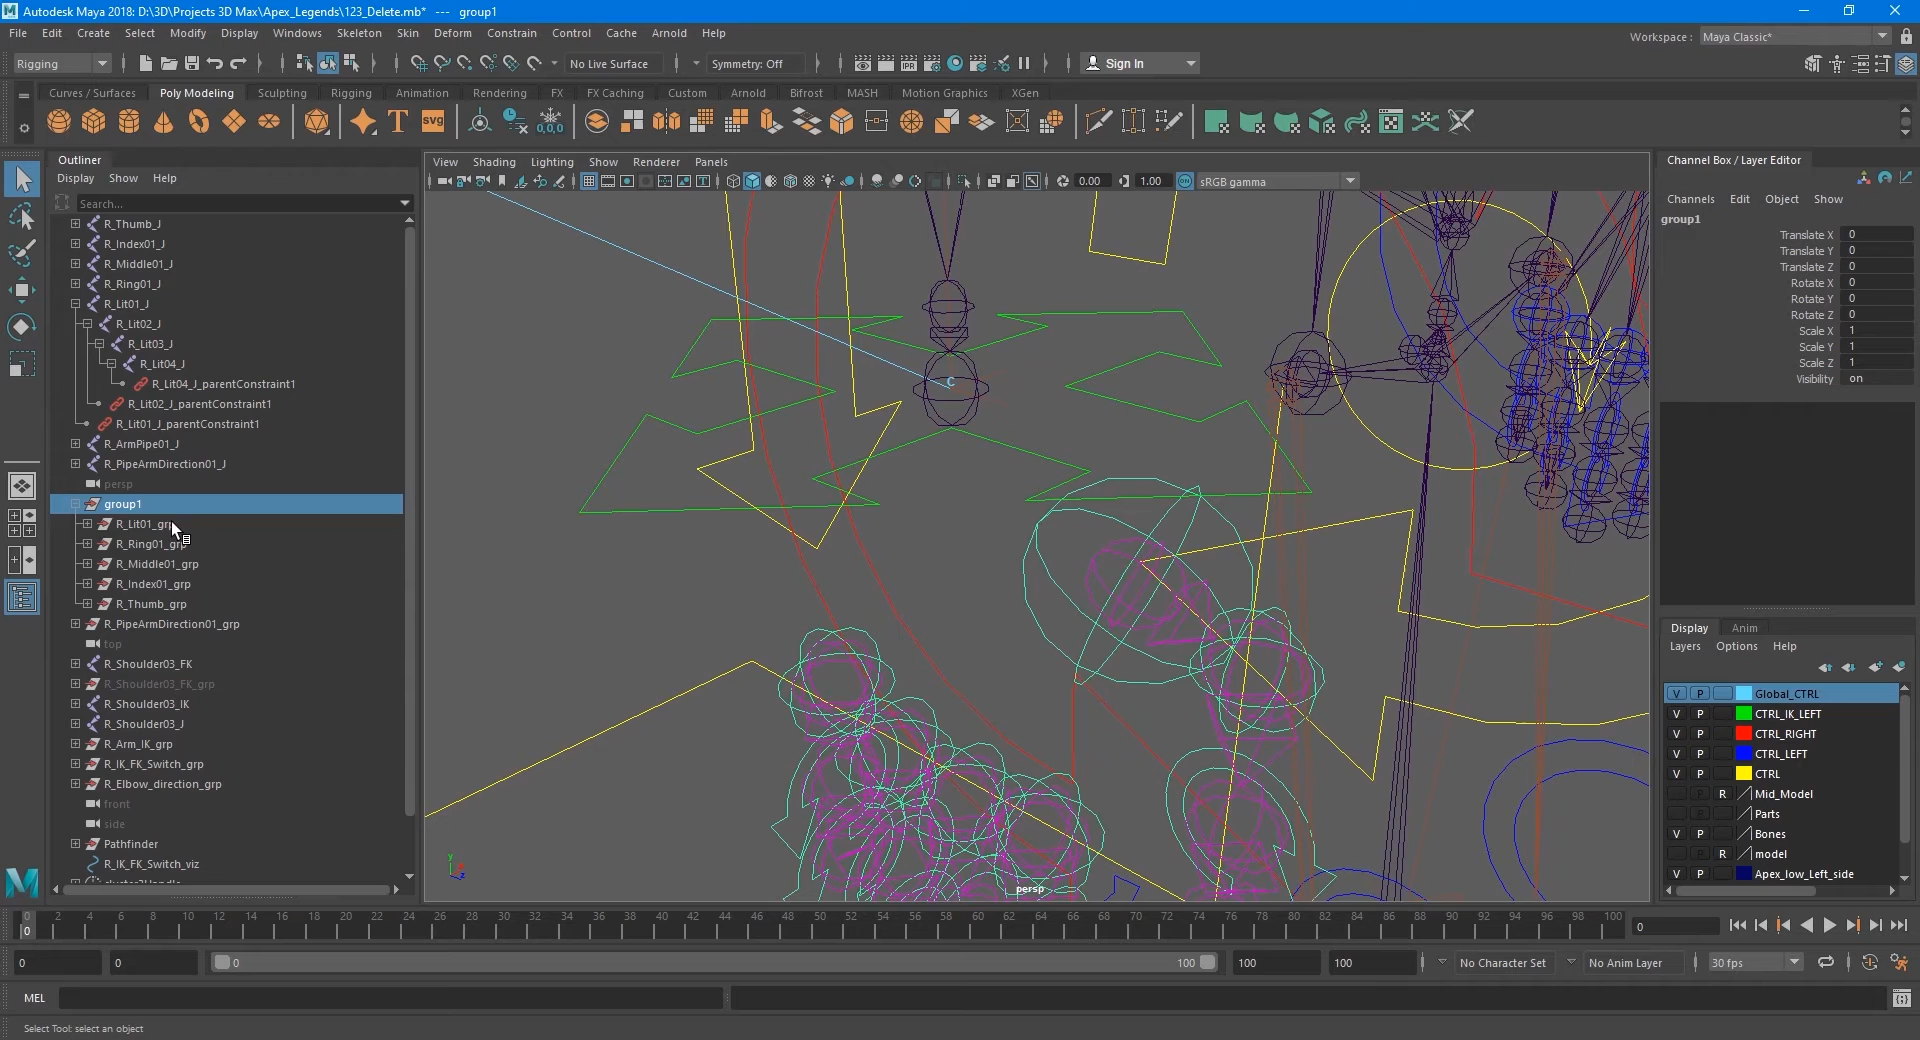 Autodesk Maya 2018: D:\3D\Projects 3D Max\Apex_Legends\123_Delete.mb* --- group1
File Edit Create Select Modify Display Windows Skeleton Skin Deform Constrain Control Cache Arnold Help
Workspace : Maya Classic*
Rigging No Live Surface Symmetry: Off Sign In
Curves / Surfaces Poly Modeling Sculpting Rigging Animation Rendering FX FX Caching Custom Arnold Bifrost MASH Motion Graphics XGen
Outliner
Display Show Help
Search...
R_Thumb_J
R_Index01_J
R_Middle01_J
R_Ring01_J
R_Lit01_J
R_Lit02_J
R_Lit03_J
R_Lit04_J
R_Lit04_J_parentConstraint1
R_Lit02_J_parentConstraint1
R_Lit01_J_parentConstraint1
R_ArmPipe01_J
R_PipeArmDirection01_J
persp
group1
R_Lit01_grp
R_Ring01_grp
R_Middle01_grp
R_Index01_grp
R_Thumb_grp
R_PipeArmDirection01_grp
top
R_Shoulder03_FK
R_Shoulder03_FK_grp
R_Shoulder03_IK
R_Shoulder03_J
R_Arm_IK_grp
R_IK_FK_Switch_grp
R_Elbow_direction_grp
front
side
Pathfinder
R_IK_FK_Switch_viz
View Shading Lighting Show Renderer Panels
0.00 1.00 sRGB gamma
C
persp
Channel Box / Layer Editor
Channels Edit Object Show
group1
Translate X 0
Translate Y 0
Translate Z 0
Rotate X 0
Rotate Y 0
Rotate Z 0
Scale X 1
Scale Y 1
Scale Z 1
Visibility on
Display Anim
Layers Options Help
V P Global_CTRL
V P CTRL_IK_LEFT
V P CTRL_RIGHT
V P CTRL_LEFT
V P CTRL
R Mid_Model
Parts
V P Bones
R model
V P Apex_low_Left_side
0 2 4 6 8 10 12 14 16 18 20 22 24 26 28 30 32 34 36 38 40 42 44 46 48 50 52 54 56 58 60 62 64 66 68 70 72 74 76 78 80 82 84 86 88 90 92 94 96 98 100
0 0
0 0 0 100 100 100 No Character Set No Anim Layer 30 fps
MEL
Select Tool: select an object